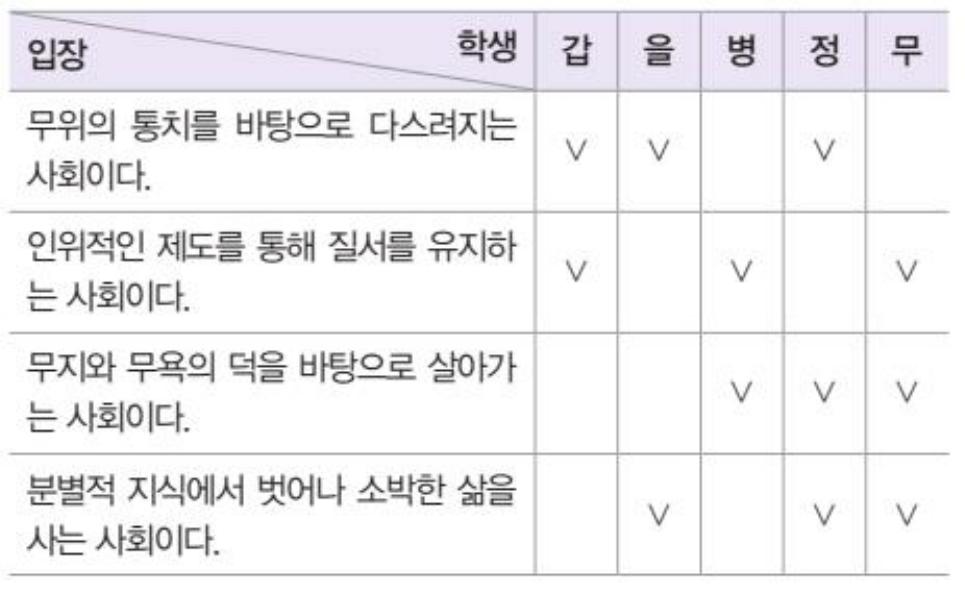 입장 학생 갑 을 병 정 무
무위의 통치를 바탕으로 다스려지는
사회이다. V V V
인위적인 제도를 통해 질서를 유지하
는 사회이다. V V V
무지와 무욕의 덕을 바탕으로 살아가
는 사회이다. V V V
분별적 지식에서 벗어나 소박한 삶을
사는 사회이다. V V V